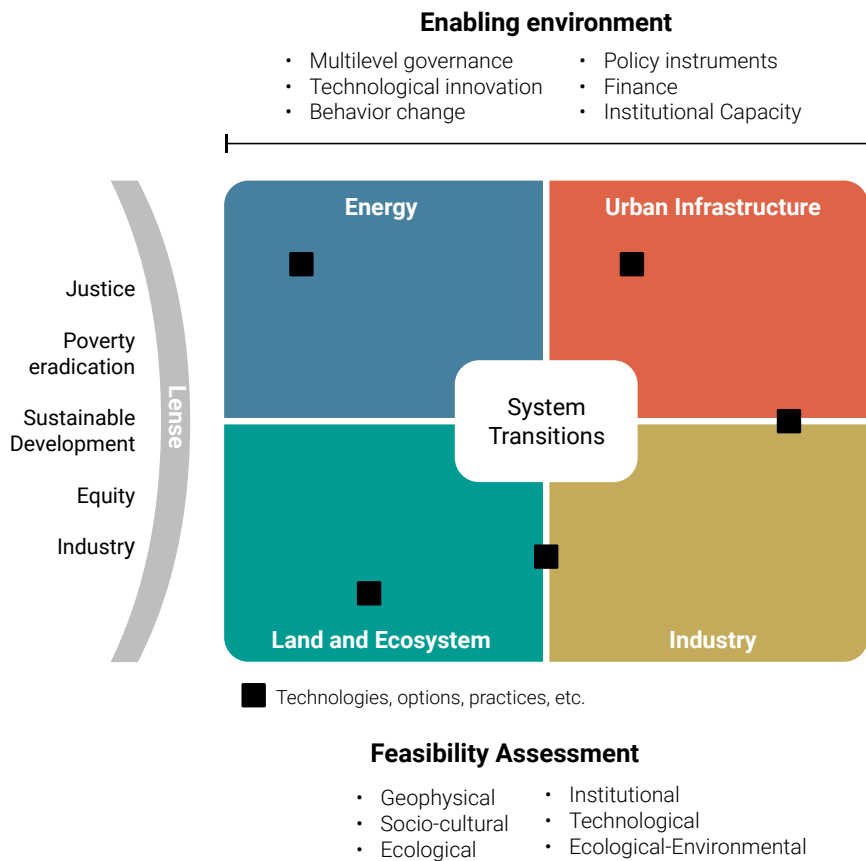 Enabling environment
• Multilevel governance
• Technological innovation
• Behavior change
• Policy instruments
• Finance
• Institutional Capacity
Energy
Urban Infrastructure
Justice
Poverty
eradication
Sustainable
Development
Equity
Industry
Lense
System
Transitions
Land and Ecosystem
Industry
Technologies, options, practices, etc.
Feasibility Assessment
• Geophysical
• Socio-cultural
• Ecological
• Institutional
• Technological
• Ecological-Environmental